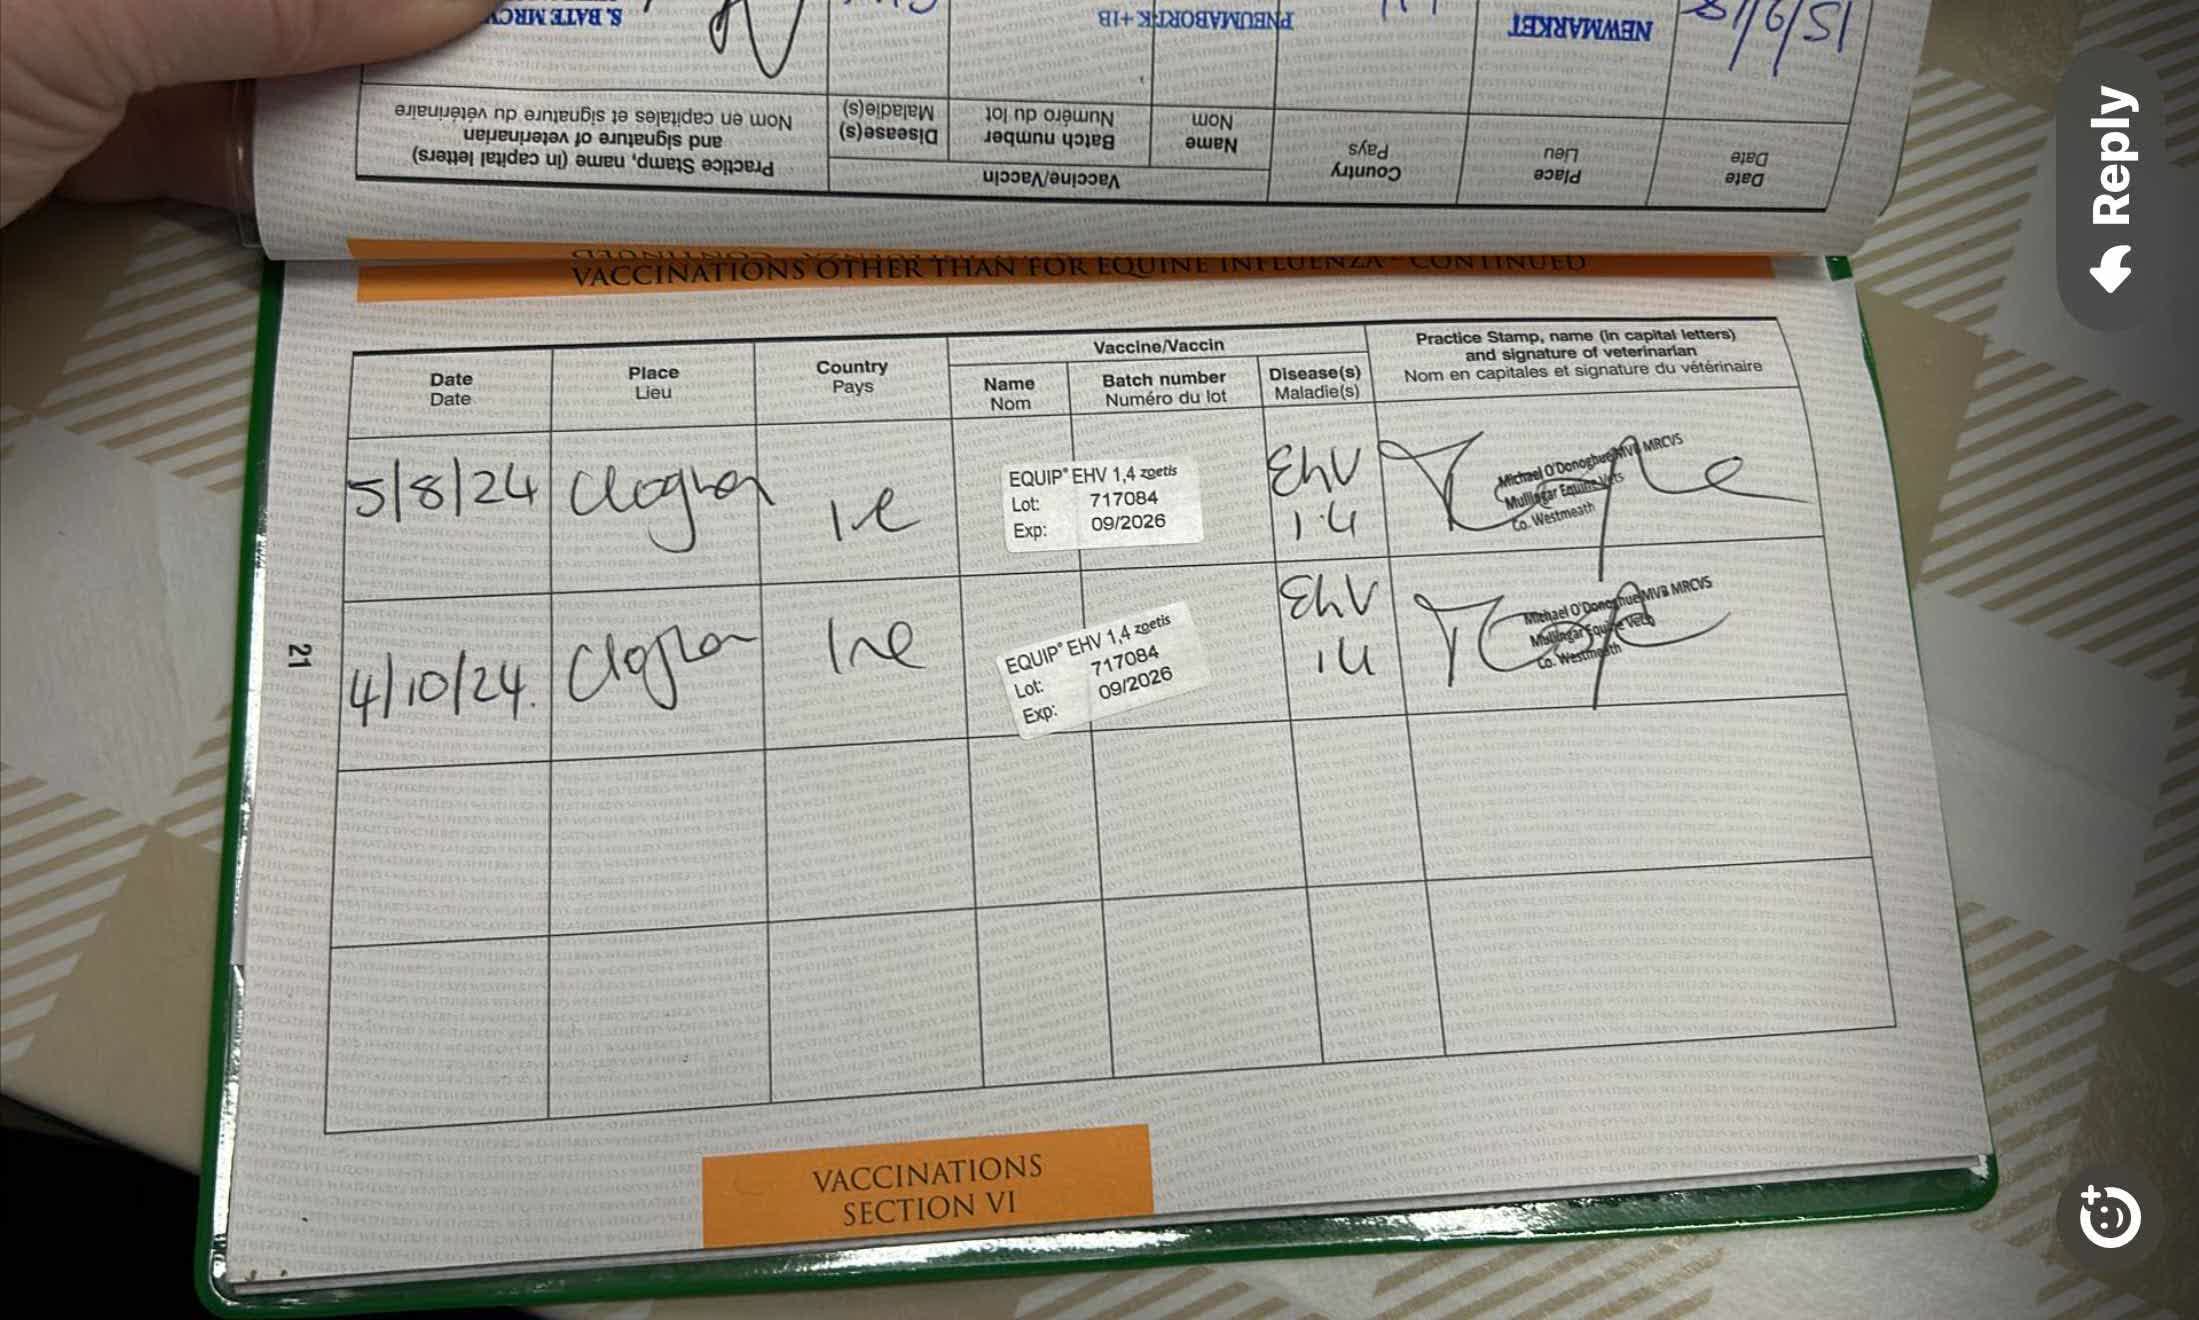 S. BATE MRCV
PNEUMABORT-K +1B
NEWMARKET
15/6/18
Practice Stamp, name (in capital letters)
and signature of veterinarian
Nom en capitales et signature du vétérinaire
Vaccine/Vaccin
Disease(s)
Maladie(s)
Batch number
Numéro du lot
Name
Nom
Country
Pays
Place
Lieu
Date
Date
VACCINATIONS OTHER THAN FOR EQUINE INFLUENZA - CONTINUED
Date
Date
Place
Lieu
Country
Pays
Vaccine/Vaccin
Name
Nom
Batch number
Numéro du lot
Disease(s)
Maladie(s)
Practice Stamp, name (in capital letters)
and signature of veterinarian
Nom en capitales et signature du vétérinaire
5/8/24
Cloghan
Ire
EQUIP® EHV 1,4 zoetis
Lot: 717084
Exp: 09/2026
EhV
1.4
Michael O'Donoghue MVB MRCVS
Mullingar Equine Vets
Co. Westmeath
4/10/24.
Cloghan
Ire
EQUIP® EHV 1,4 zoetis
Lot: 717084
Exp: 09/2026
EhV
14
Michael O'Donoghue MVB MRCVS
Mullingar Equine Vets
Co. Westmeath
21
VACCINATIONS
SECTION VI
Reply